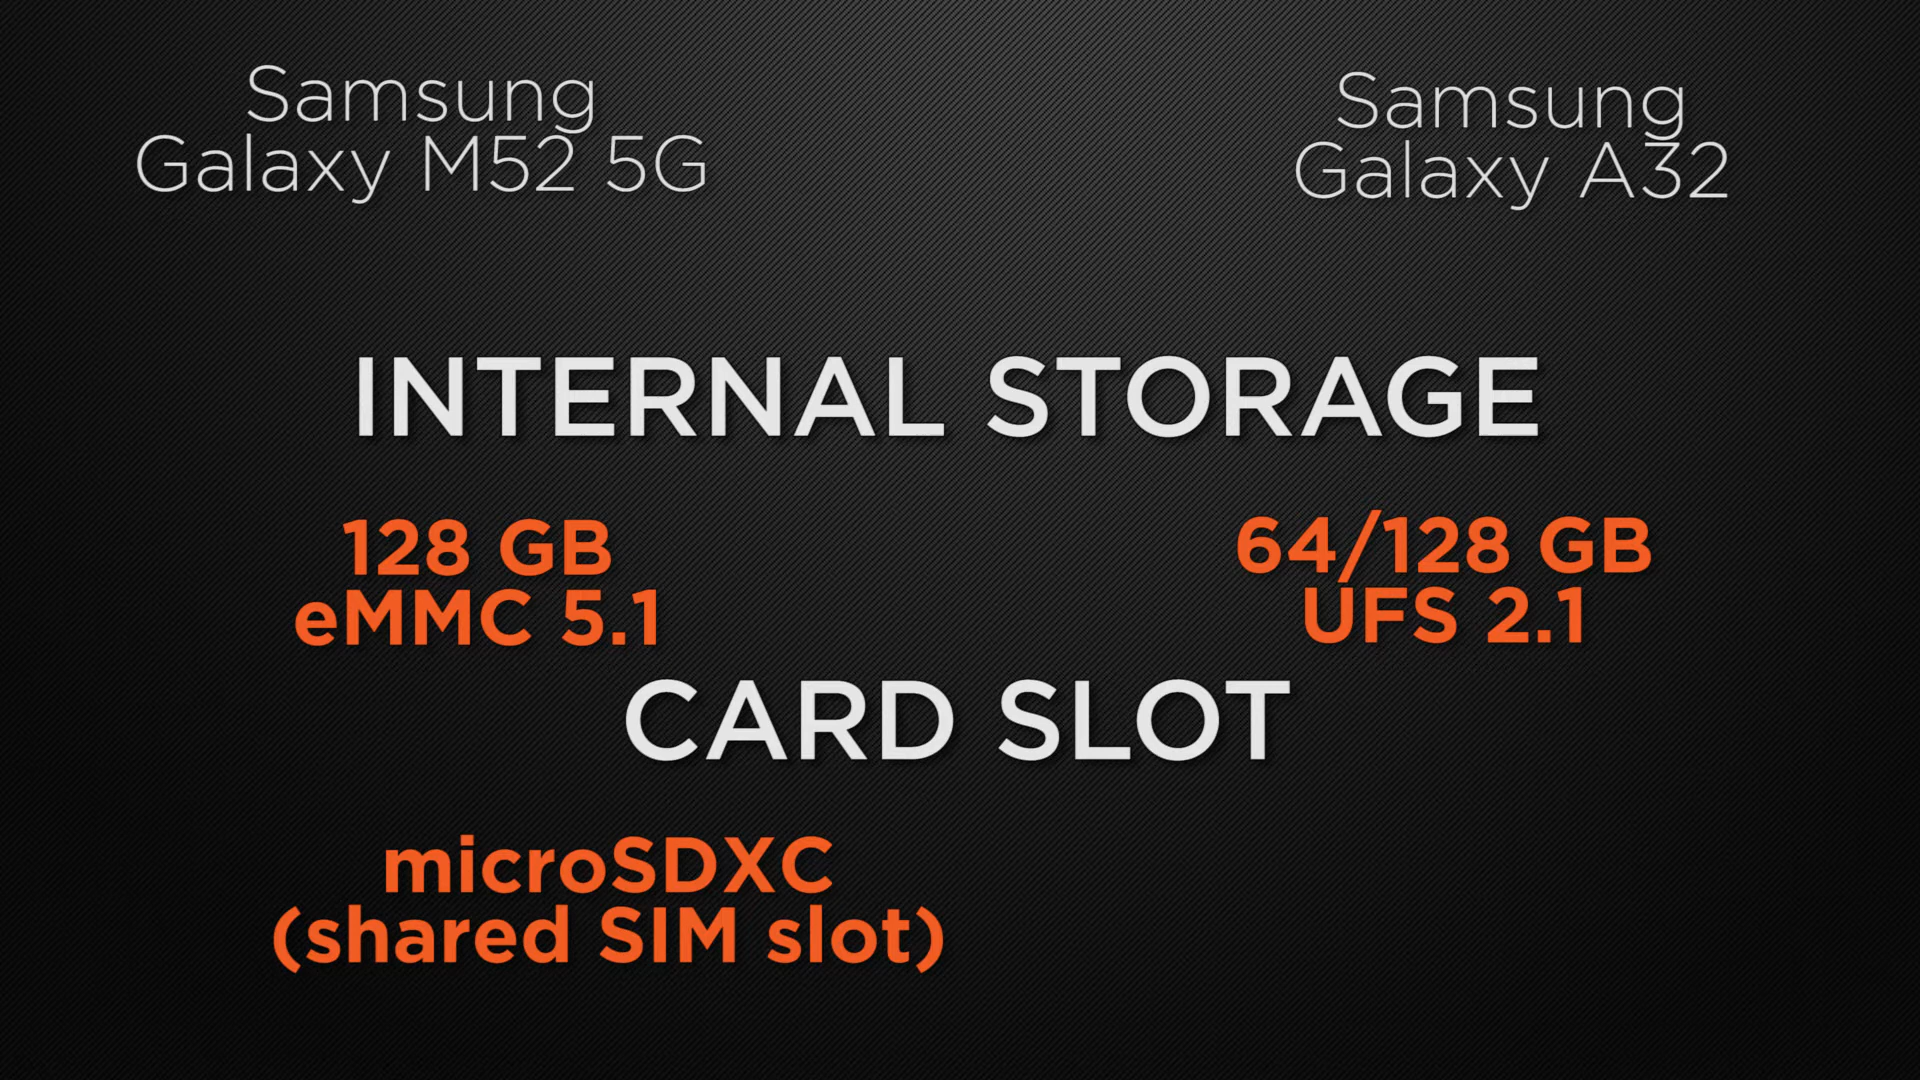 Samsung
Galaxy M52 5G
Samsung
Galaxy A32
INTERNAL STORAGE
128 GB
eMMC 5.1
64/128 GB
UFS 2.1
CARD SLOT
microSDXC
(shared SIM slot)